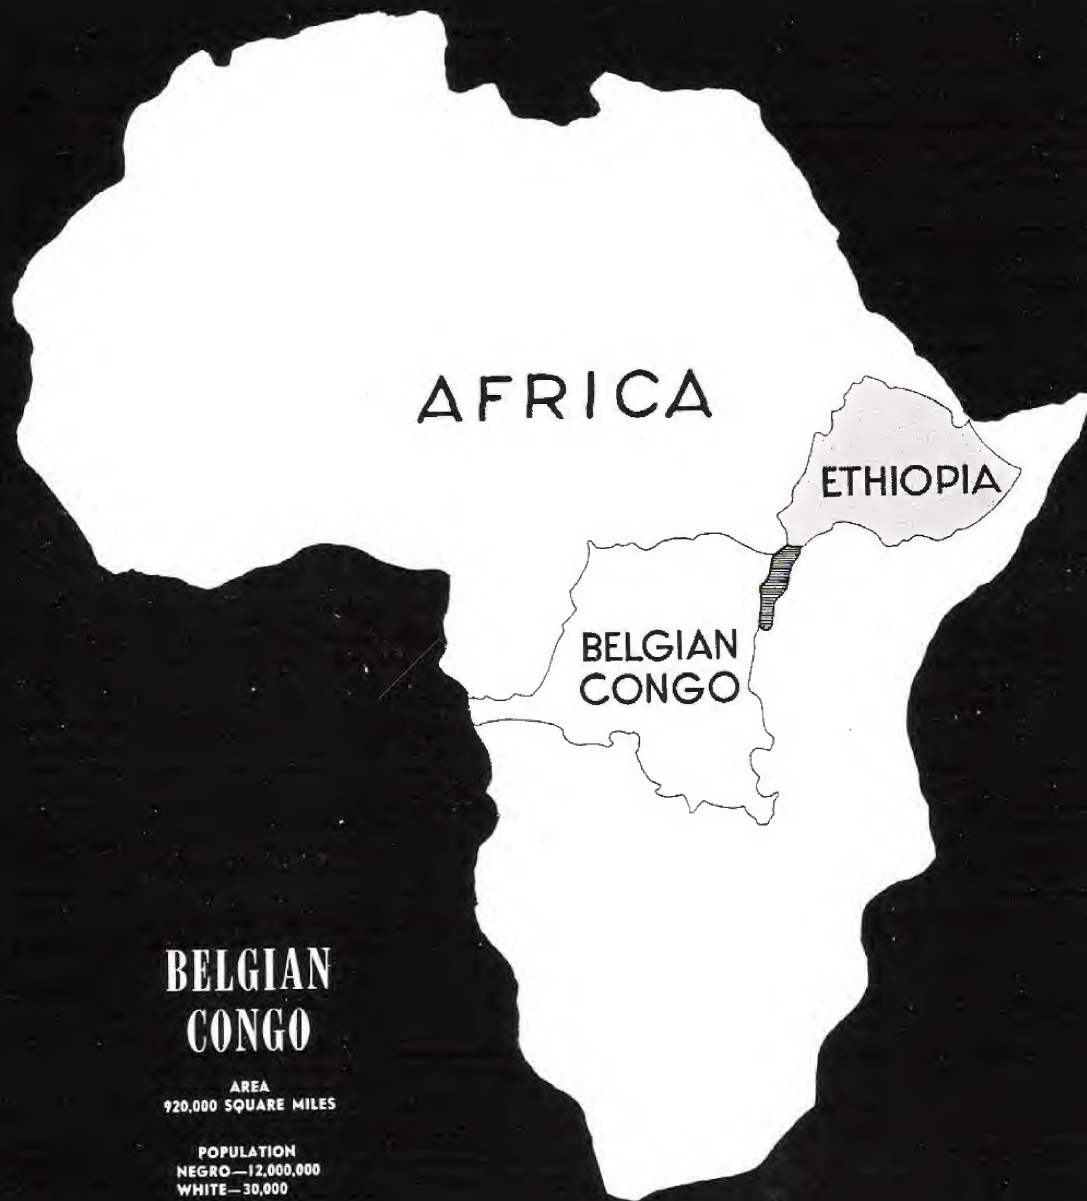 AFRICA
ETHIOPIA
BELGIAN
CONGO
BELGIAN
CONGO
AREA
920,000 SQUARE MILES
POPULATION
NEGRO—12,000,000
WHITE—30,000